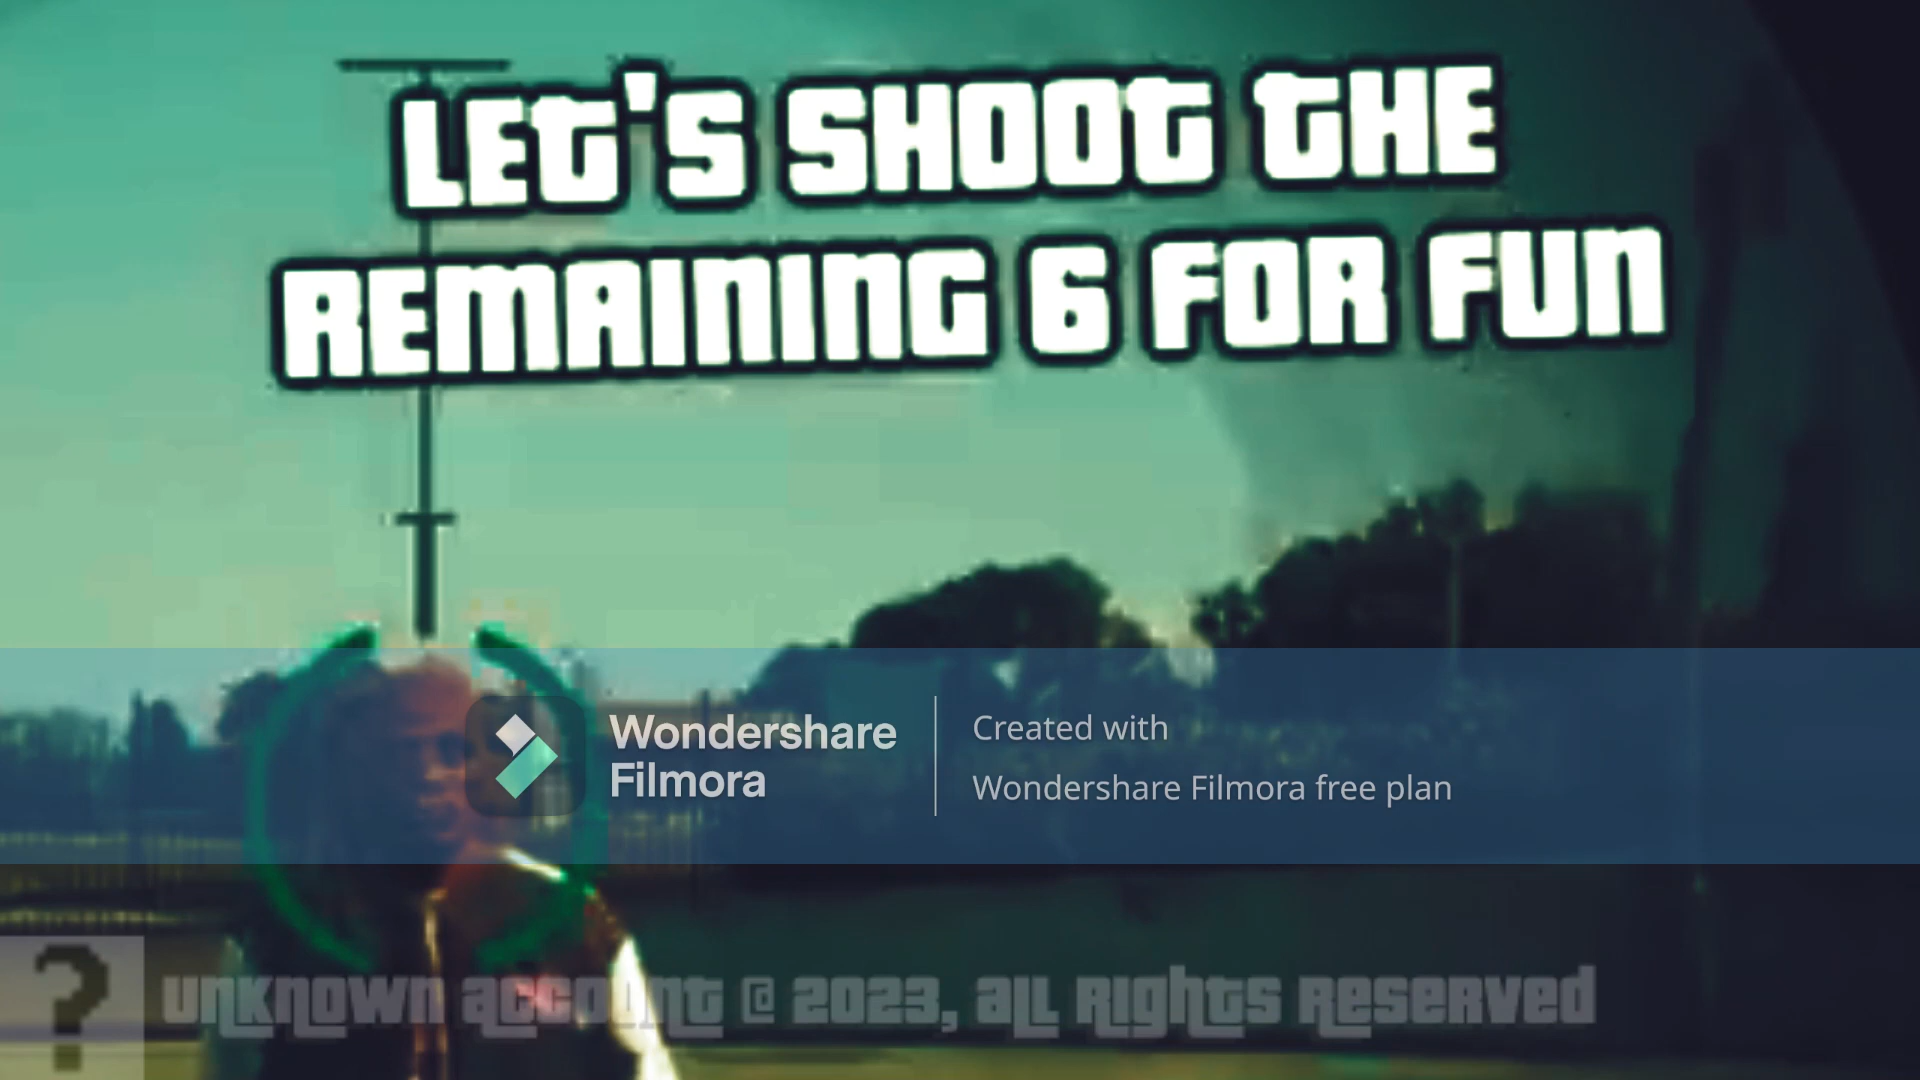 LET'S SHOOT THE
REMAINING 6 FOR FUN
Wondershare
Filmora
Created with
Wondershare Filmora free plan
?
unknown account @ 2023, all Rights Reserved